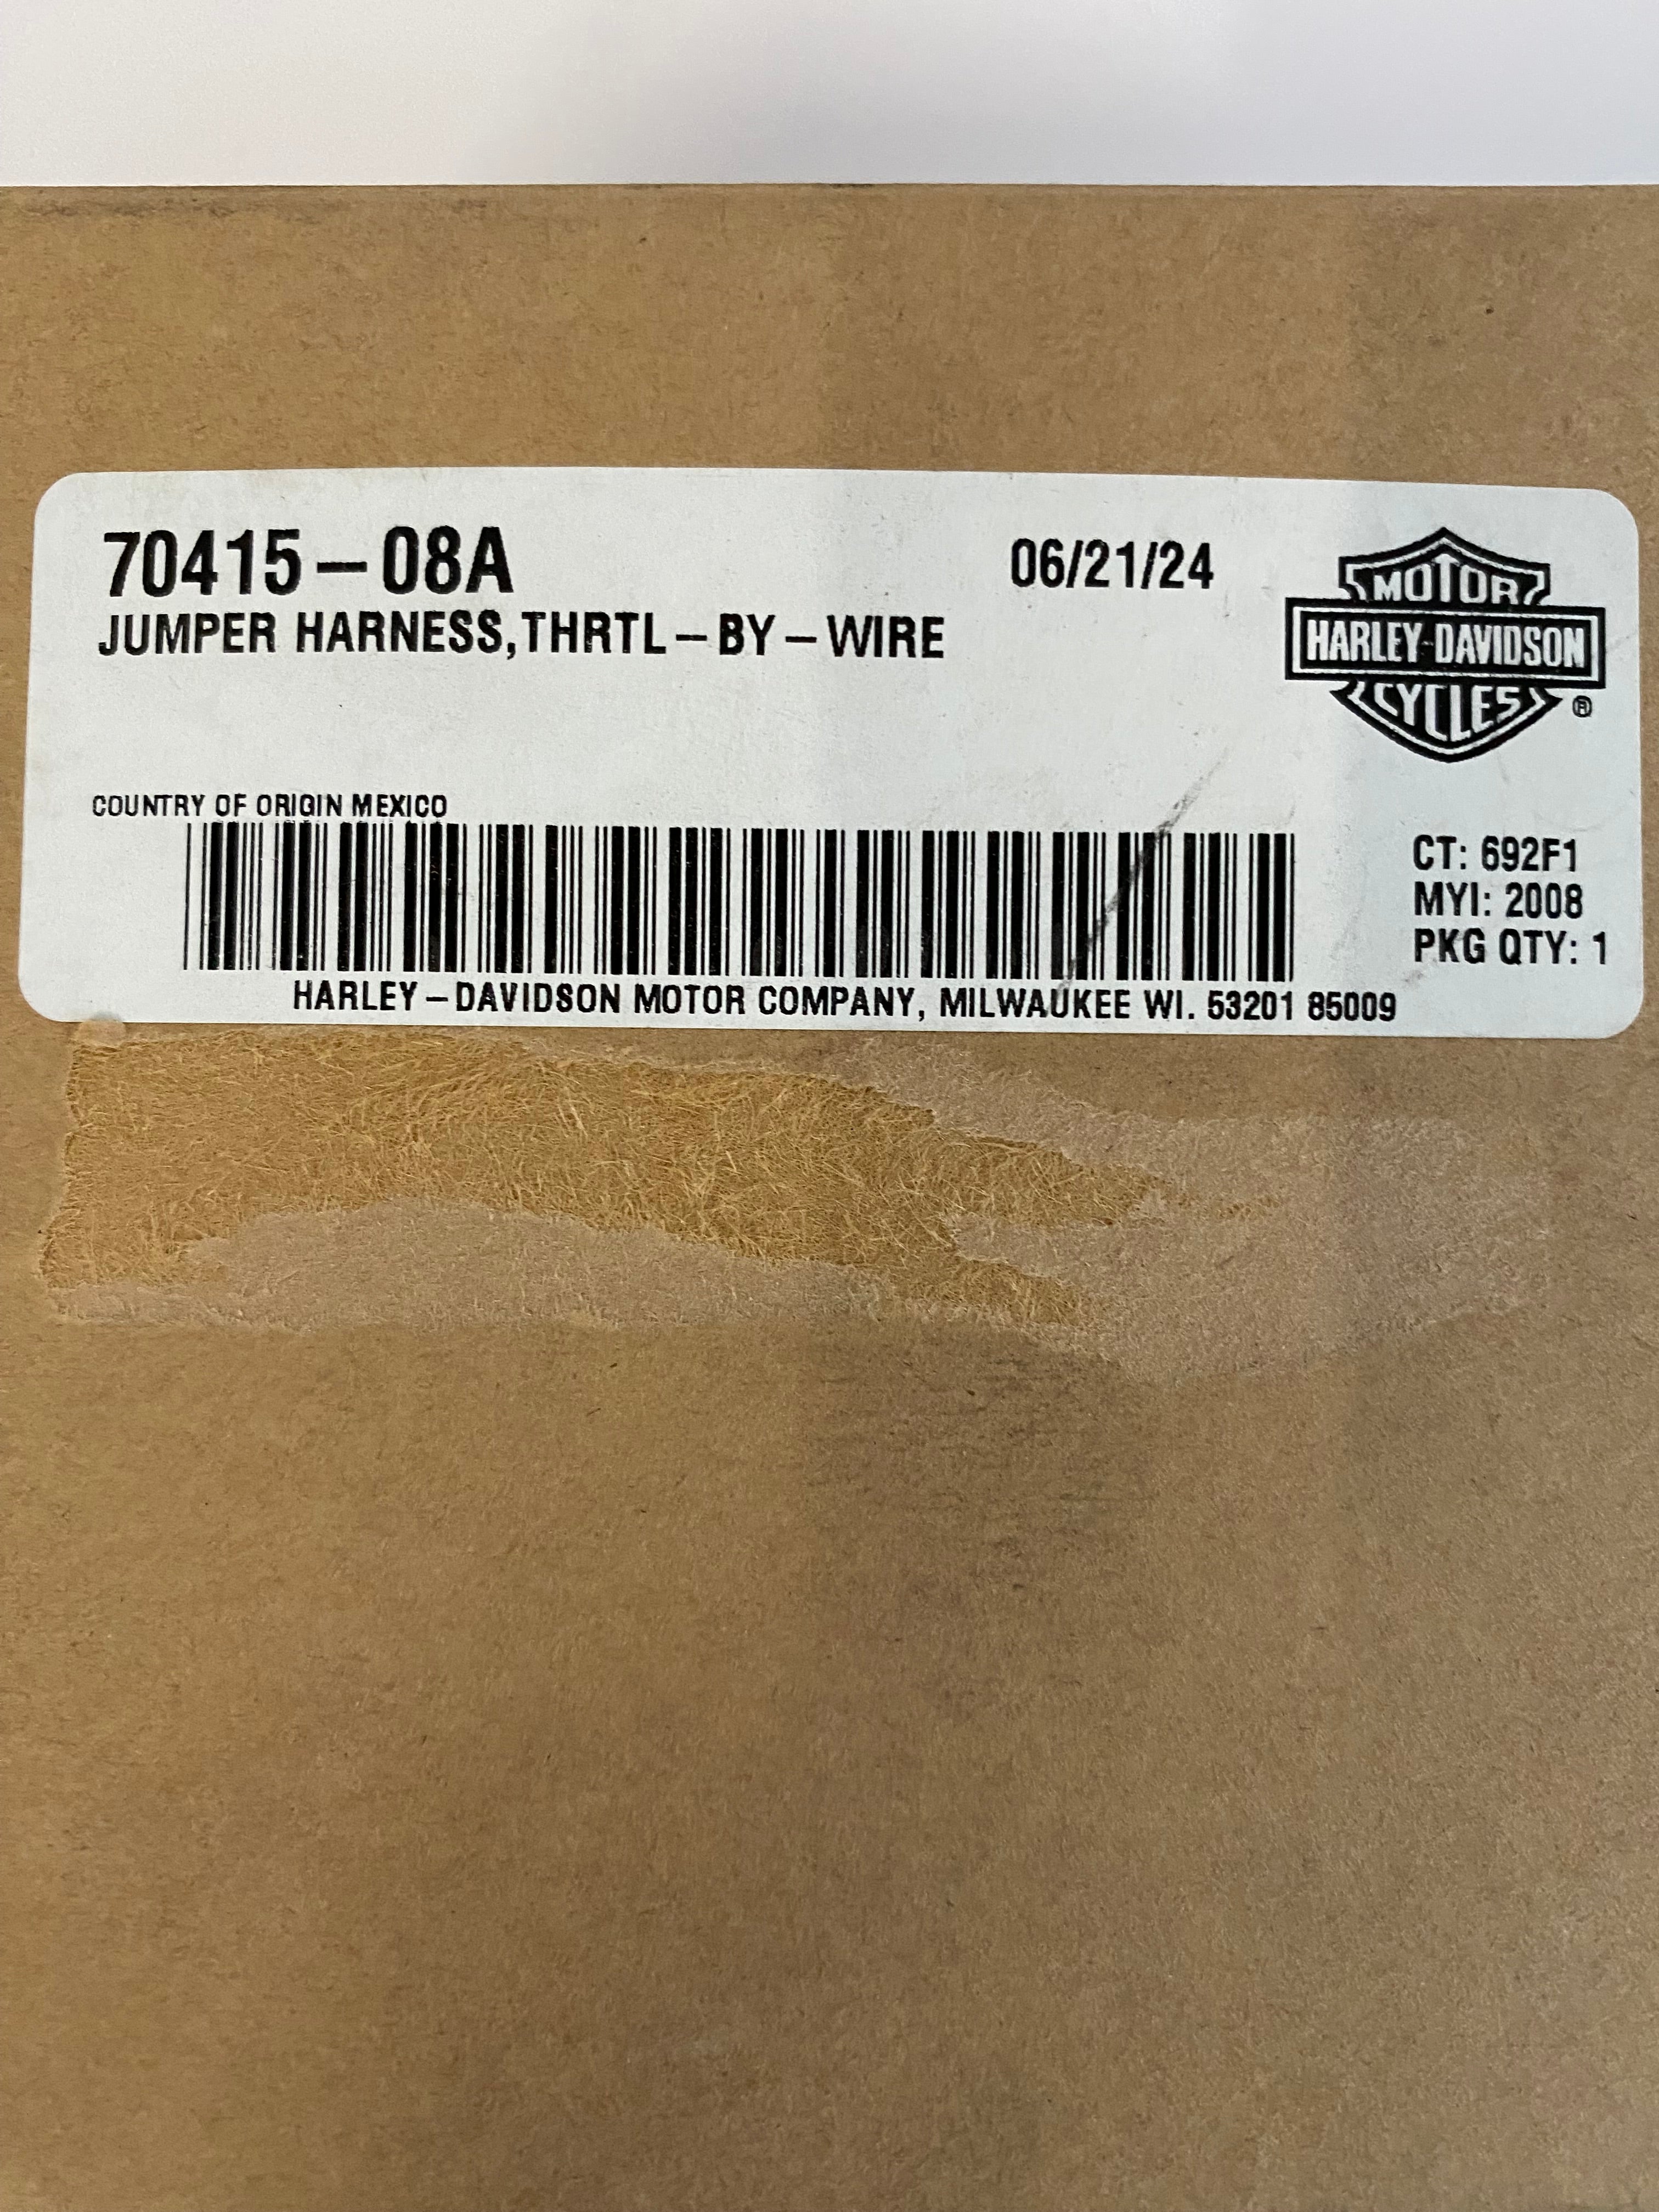 70415-08A
06/21/24
JUMPER HARNESS,THRTL-BY-WIRE
MOTOR
HARLEY-DAVIDSON
CYCLES
®
COUNTRY OF ORIGIN MEXICO
CT: 692F1
MYI: 2008
PKG QTY: 1
HARLEY-DAVIDSON MOTOR COMPANY, MILWAUKEE WI. 53201 85009